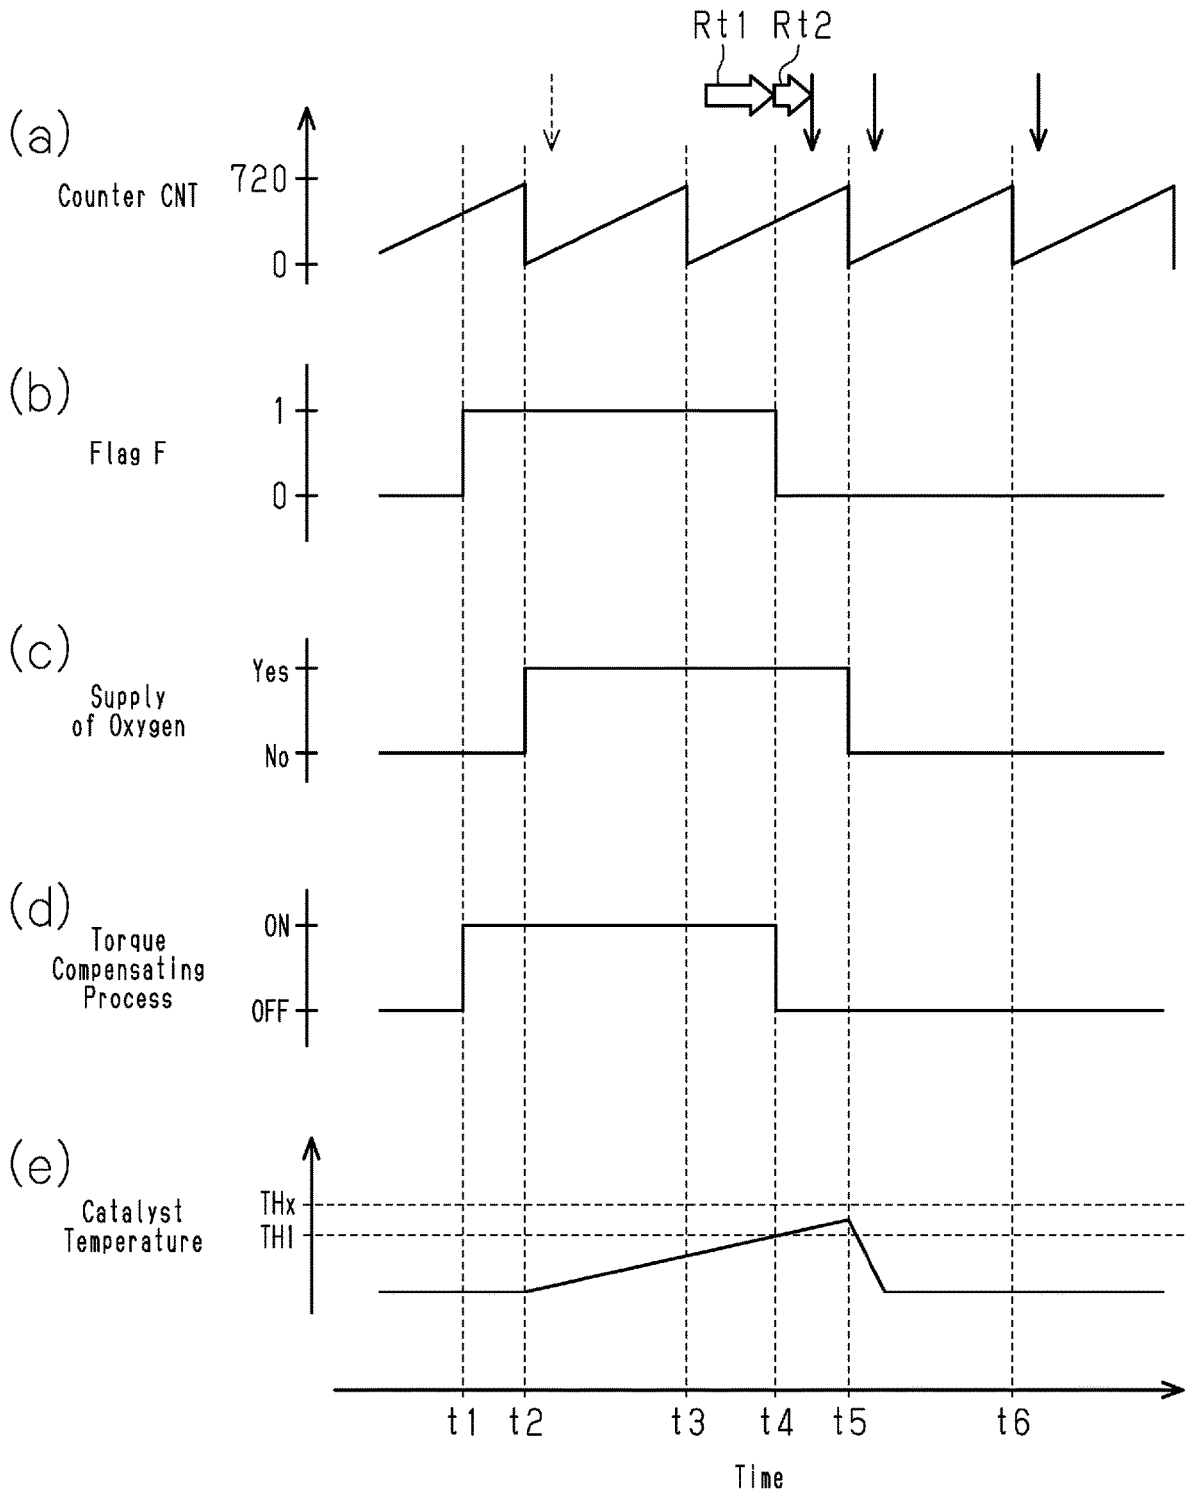 Rt1 Rt2
(a)
720
Counter CNT
0
(b)
1
Flag F
0
(c)
Yes
Supply
of Oxygen
No
(d)
ON
Torque
Compensating
Process
OFF
(e)
THx
Catalyst
TH1
Temperature
t1 t2 t3 t4 t5 t6
Time